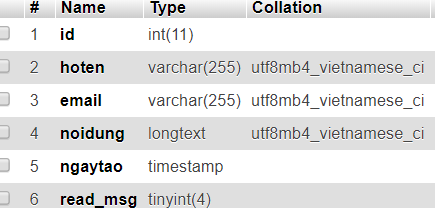 # Name Type Collation
1 id int(11)
2 hoten varchar(255) utf8mb4_vietnamese_ci
3 email varchar(255) utf8mb4_vietnamese_ci
4 noidung longtext utf8mb4_vietnamese_ci
5 ngaytao timestamp
6 read_msg tinyint(4)